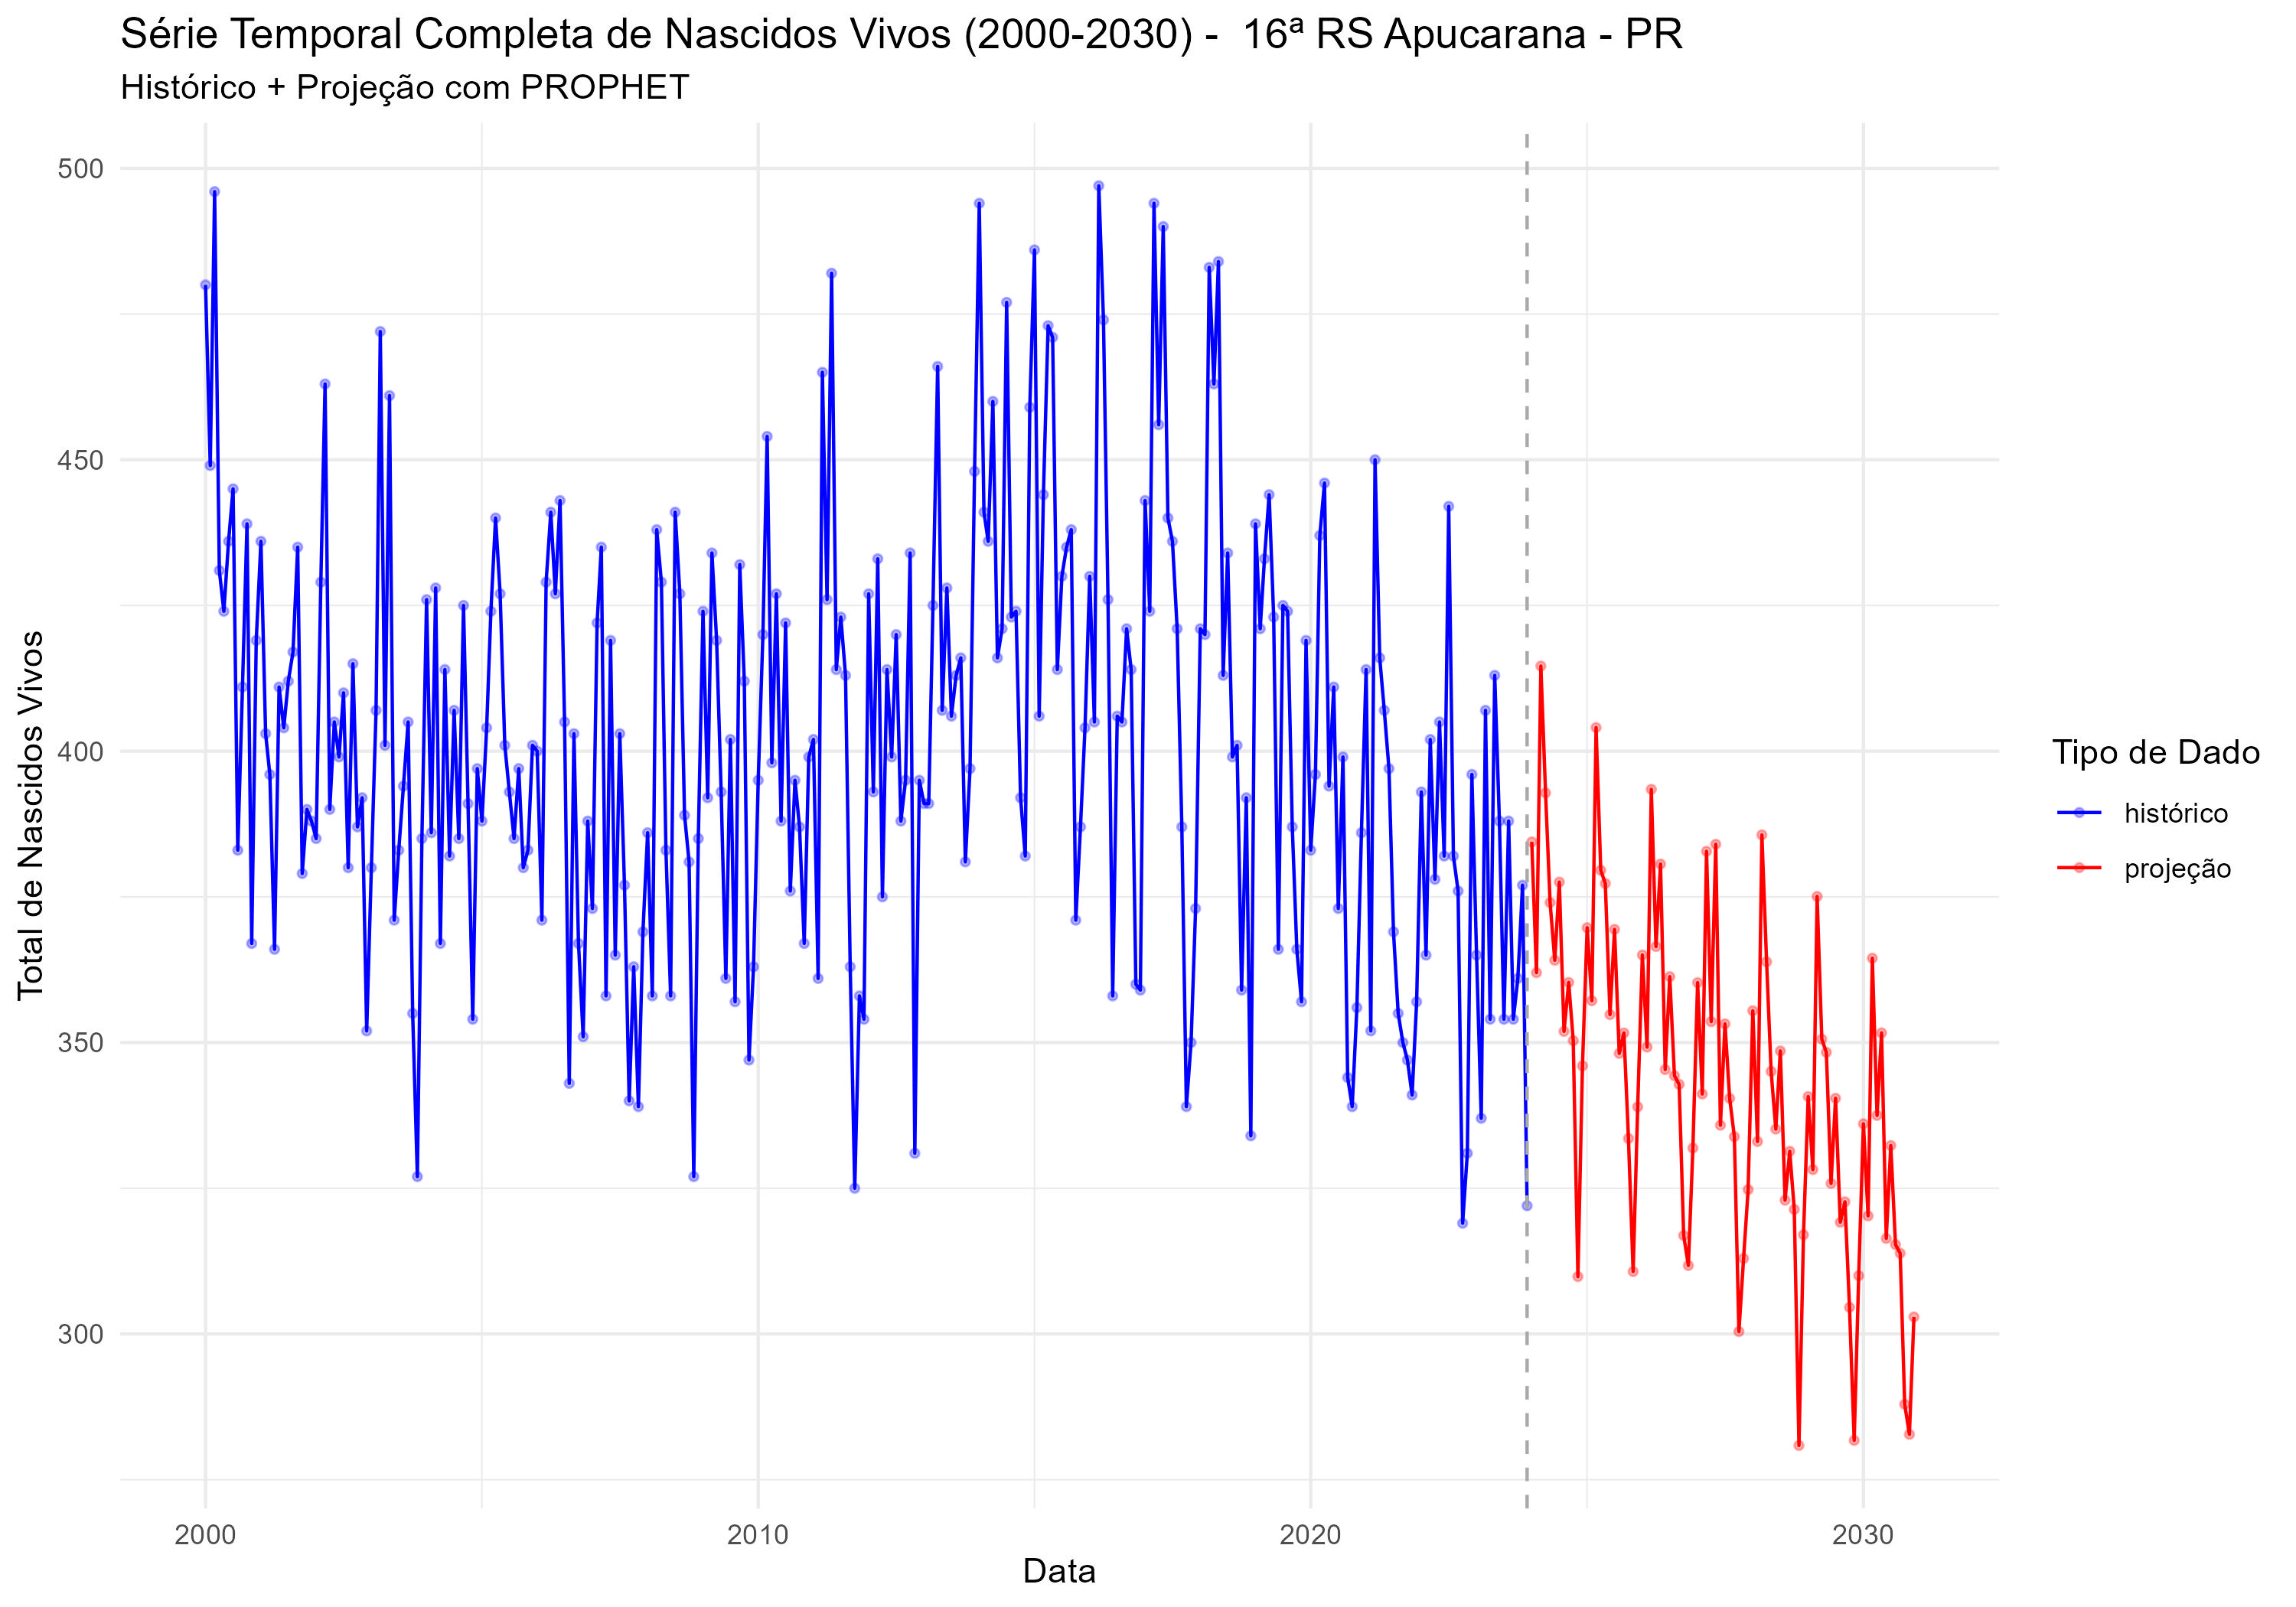 Série Temporal Completa de Nascidos Vivos (2000-2030) -  16ª RS Apucarana - PR
Histórico + Projeção com PROPHET
Total de Nascidos Vivos
500
450
400
350
300
2000
2010
2020
2030
Data
Tipo de Dado
histórico
projeção